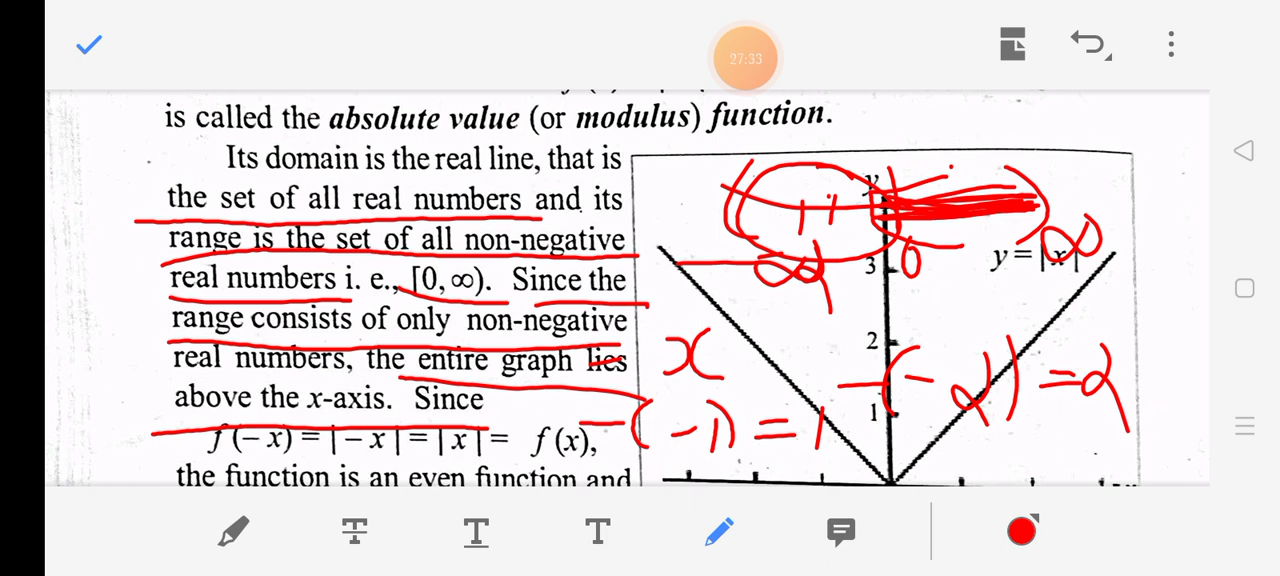 27:33
is called the absolute value (or modulus) function.
Its domain is the real line, that is
the set of all real numbers and its
range is the set of all non-negative
real numbers i. e., [0, ∞). Since the
range consists of only non-negative
real numbers, the entire graph lies
above the x-axis. Since
f(−x) = |−x| = |x| = f(x),
the function is an even function and
y
3
0
y = |x|
2
x
1
−(−1) = 1
T
T
T